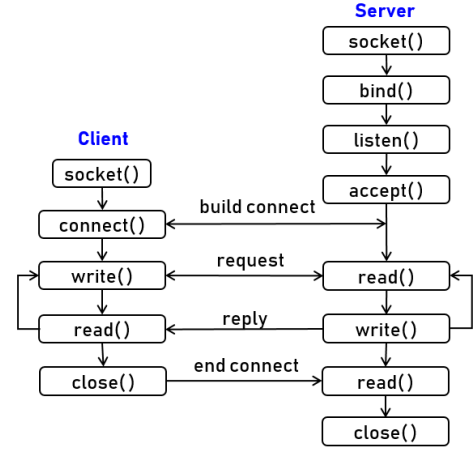 Server
socket()
bind()
listen()
accept()
Client
socket()
connect()
build connect
write()
request
read()
read()
reply
write()
close()
end connect
read()
close()